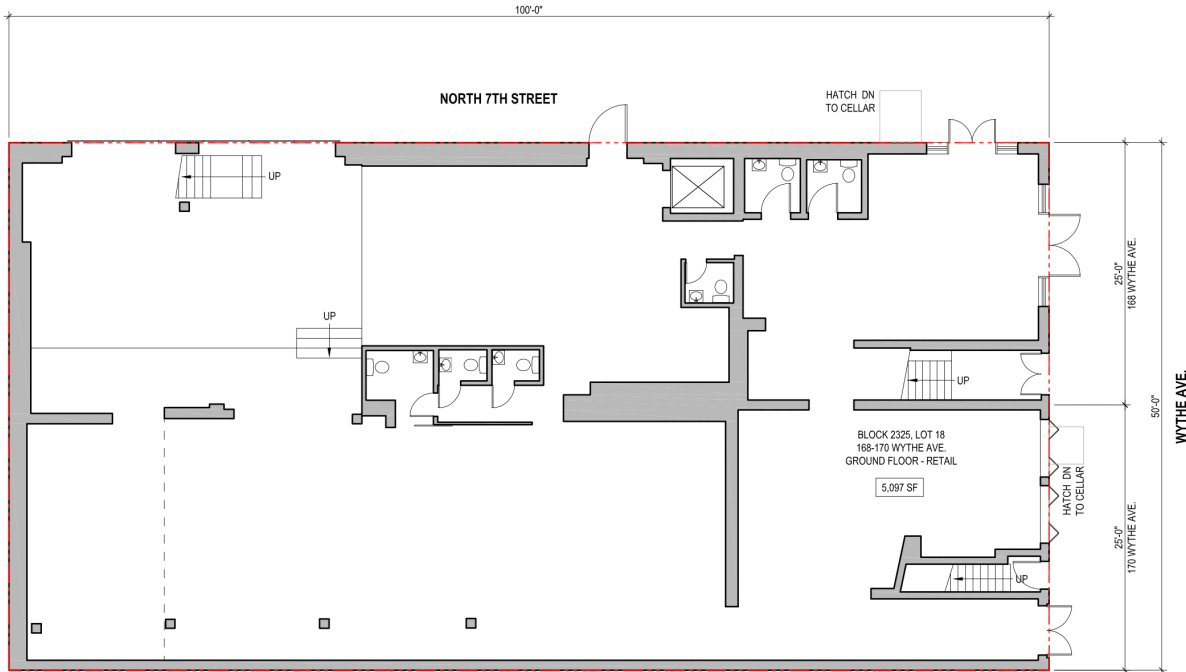 100'-0"
NORTH 7TH STREET
HATCH DN
TO CELLAR
UP
UP
25'-0"
168 WYTHE AVE.
UP
50'-0"
WYTHE AVE.
BLOCK 2325, LOT 18
168-170 WYTHE AVE.
GROUND FLOOR - RETAIL
5,097 SF
HATCH DN
TO CELLAR
25'-0"
170 WYTHE AVE.
UP